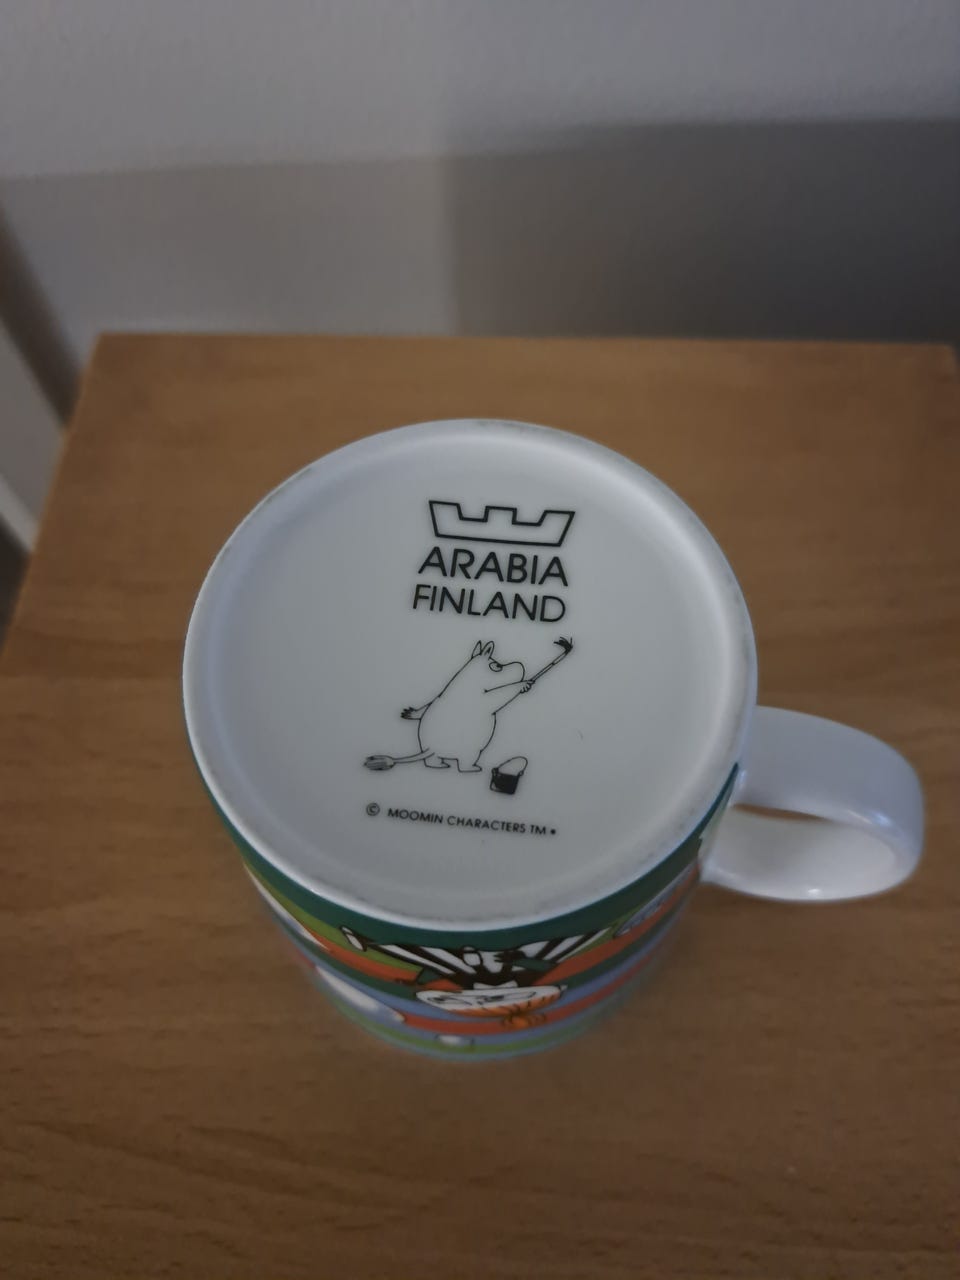 ARABIA
FINLAND
© MOOMIN CHARACTERS TM •